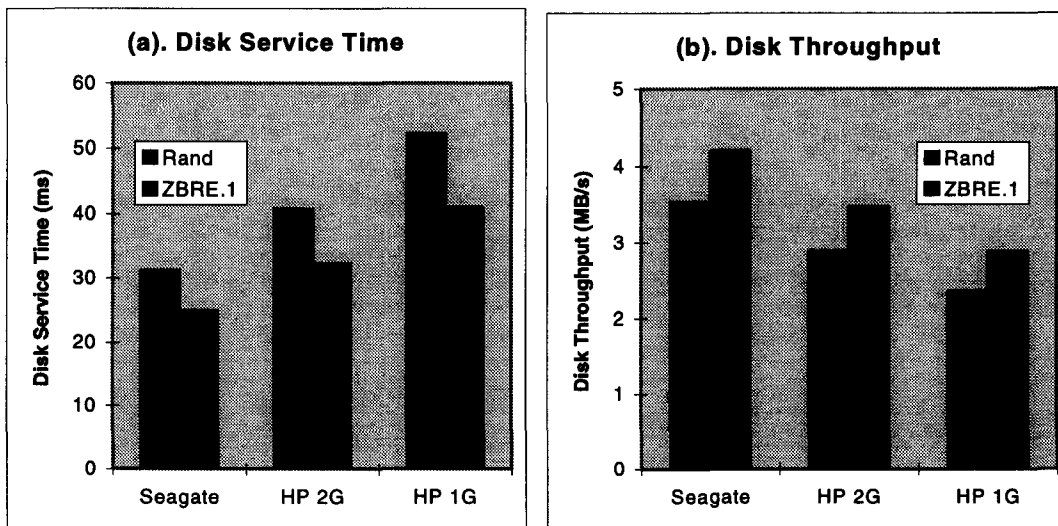 (a). Disk Service Time
Disk Service Time (ms)
60
50
40
30
20
10
0
Rand
ZBRE.1
Seagate
HP 2G
HP 1G
(b). Disk Throughput
Disk Throughput (MB/s)
5
4
3
2
1
0
Rand
ZBRE.1
Seagate
HP 2G
HP 1G